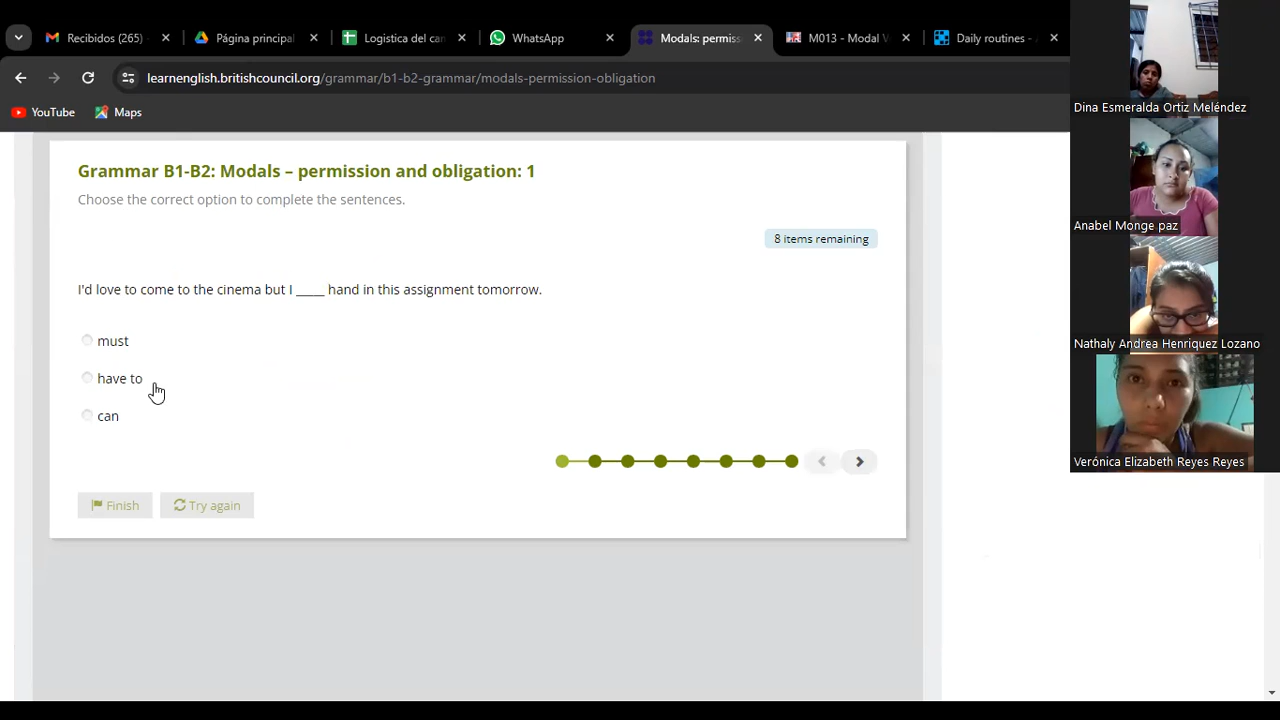 Recibidos (265)
Página principal
Logistica del ca
WhatsApp
Modals: permis
M013 - Modal V
Daily routines -
learnenglish.britishcouncil.org/grammar/b1-b2-grammar/modals-permission-obligation
YouTube
Maps
Grammar B1-B2: Modals – permission and obligation: 1
Choose the correct option to complete the sentences.
8 items remaining
I'd love to come to the cinema but I _____ hand in this assignment tomorrow.
must
have to
can
Finish
Try again
Dina Esmeralda Ortiz Meléndez
Anabel Monge paz
Nathaly Andrea Henriquez Lozano
Verónica Elizabeth Reyes Reyes